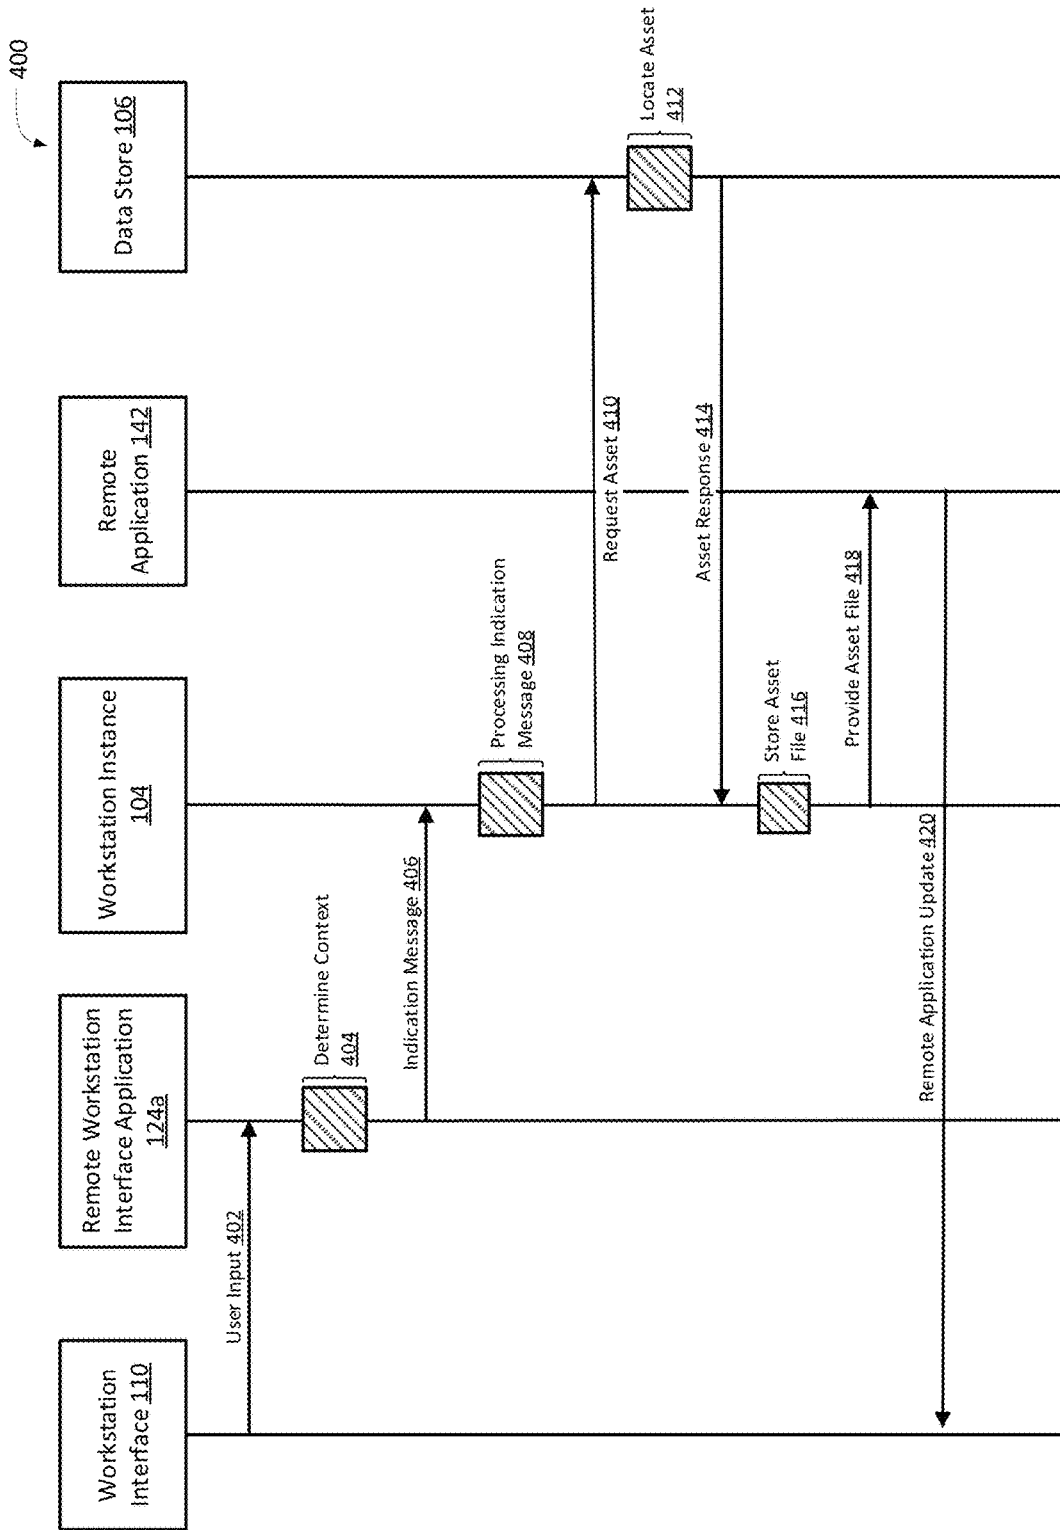 400
Workstation
Interface 110
Remote Workstation
Interface Application
124a
Workstation Instance
104
Remote
Application 142
Data Store 106
User Input 402
Determine Context
404
Indication Message 406
Processing Indication
Message 408
Request Asset 410
Locate Asset
412
Asset Response 414
Store Asset
File 416
Provide Asset File 418
Remote Application Update 420